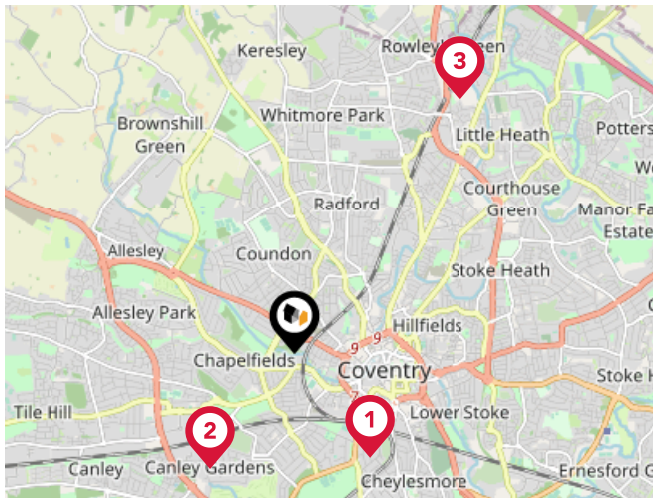 Keresley
Rowley's Green
3
Brownshill
Green
Whitmore Park
Little Heath
Potters
Courthouse
Green
Radford
Manor Fa
Estate
Allesley
Coundon
Stoke Heath
Allesley Park
Hillfields
9
9
Chapelfields
Coventry
Stoke H
7
Tile Hill
2
1
Lower Stoke
Canley
Canley Gardens
Cheylesmore
Ernesford G